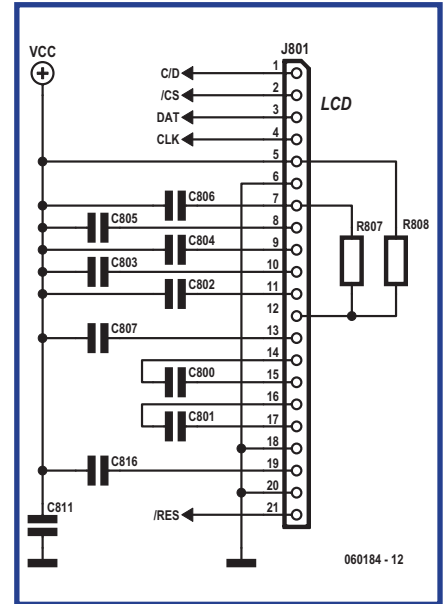 J801
VCC
C/D 1
/CS 2
LCD
DAT 3
CLK 4
5
6
C806 7
R807 R808
C805 8
C804 9
C803 10
C802 11
12
C807 13
14
C800 15
16
C801 17
18
C816 19
20
C811
/RES 21
060184 - 12